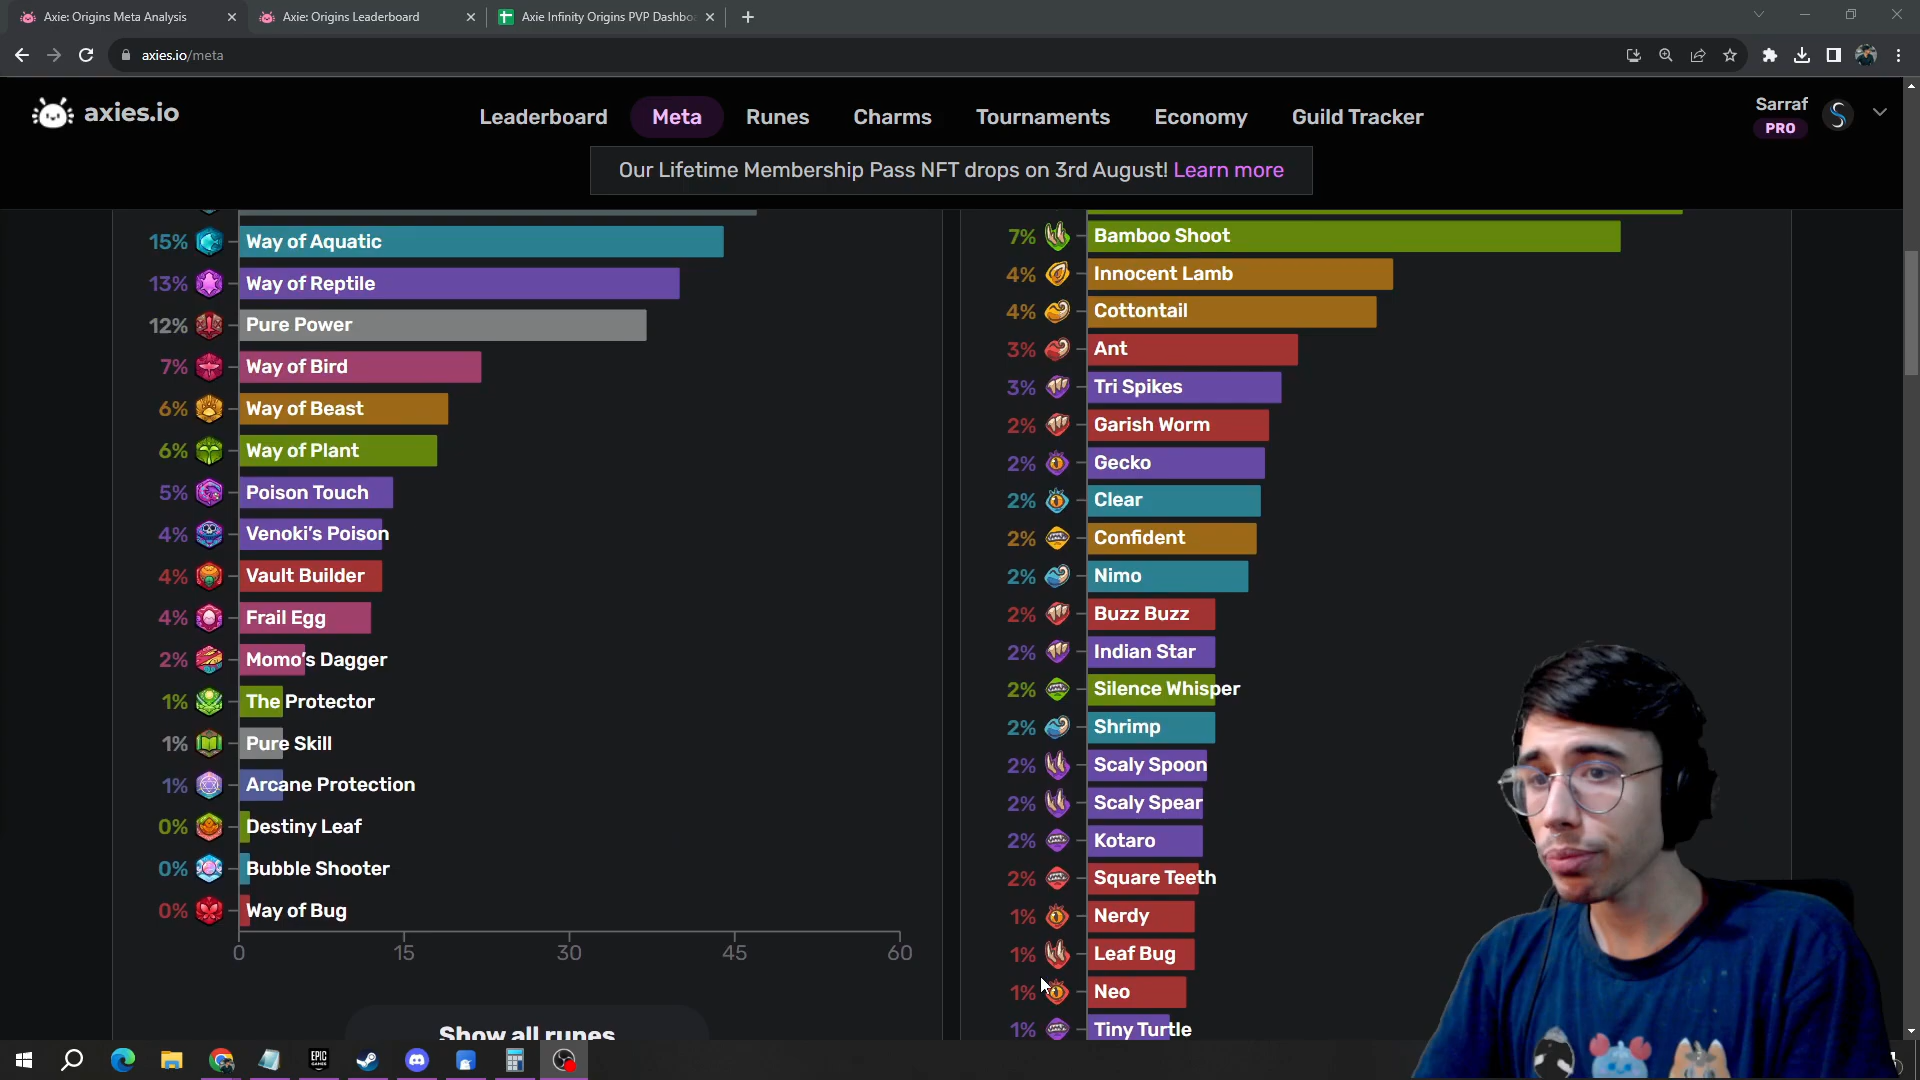 Axie: Origins Meta Analysis
Axie: Origins Leaderboard
Axie Infinity Origins PVP Dashbo
axies.io/meta
axies.io
Leaderboard
Meta
Runes
Charms
Tournaments
Economy
Guild Tracker
Sarraf
PRO
Our Lifetime Membership Pass NFT drops on 3rd August! Learn more
15% Way of Aquatic
13% Way of Reptile
12% Pure Power
7% Way of Bird
6% Way of Beast
6% Way of Plant
5% Poison Touch
4% Venoki's Poison
4% Vault Builder
4% Frail Egg
2% Momo's Dagger
1% The Protector
1% Pure Skill
1% Arcane Protection
0% Destiny Leaf
0% Bubble Shooter
0% Way of Bug
0 15 30 45 60
Show all runes
7% Bamboo Shoot
4% Innocent Lamb
4% Cottontail
3% Ant
3% Tri Spikes
2% Garish Worm
2% Gecko
2% Clear
2% Confident
2% Nimo
2% Buzz Buzz
2% Indian Star
2% Silence Whisper
2% Shrimp
2% Scaly Spoon
2% Scaly Spear
2% Kotaro
2% Square Teeth
1% Nerdy
1% Leaf Bug
1% Neo
1% Tiny Turtle
EPIC
GAMES